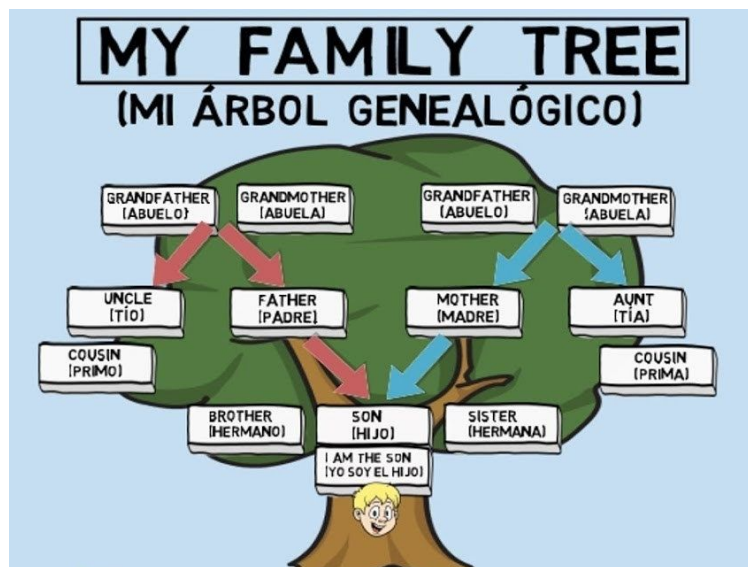 MY FAMILY TREE
(MI ÁRBOL GENEALÓGICO)
GRANDFATHER
(ABUELO)
GRANDMOTHER
(ABUELA)
GRANDFATHER
(ABUELO)
GRANDMOTHER
(ABUELA)
UNCLE
(TÍO)
FATHER
(PADRE)
MOTHER
(MADRE)
AUNT
(TÍA)
COUSIN
(PRIMO)
COUSIN
(PRIMA)
BROTHER
(HERMANO)
SON
(HIJO)
SISTER
(HERMANA)
I AM THE SON
(YO SOY EL HIJO)